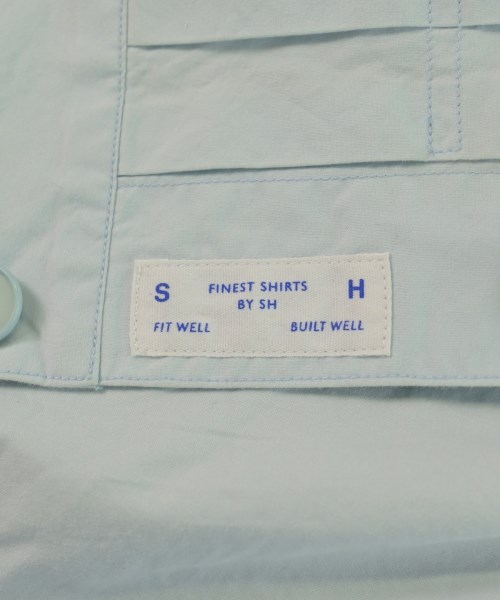 S FINEST SHIRTS H
BY SH
FIT WELL BUILT WELL